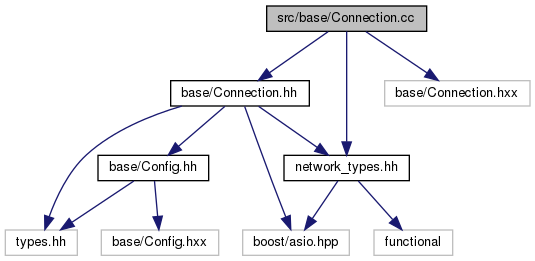 src/base/Connection.cc
base/Connection.hh
base/Connection.hxx
base/Config.hh
network_types.hh
types.hh
base/Config.hxx
boost/asio.hpp
functional